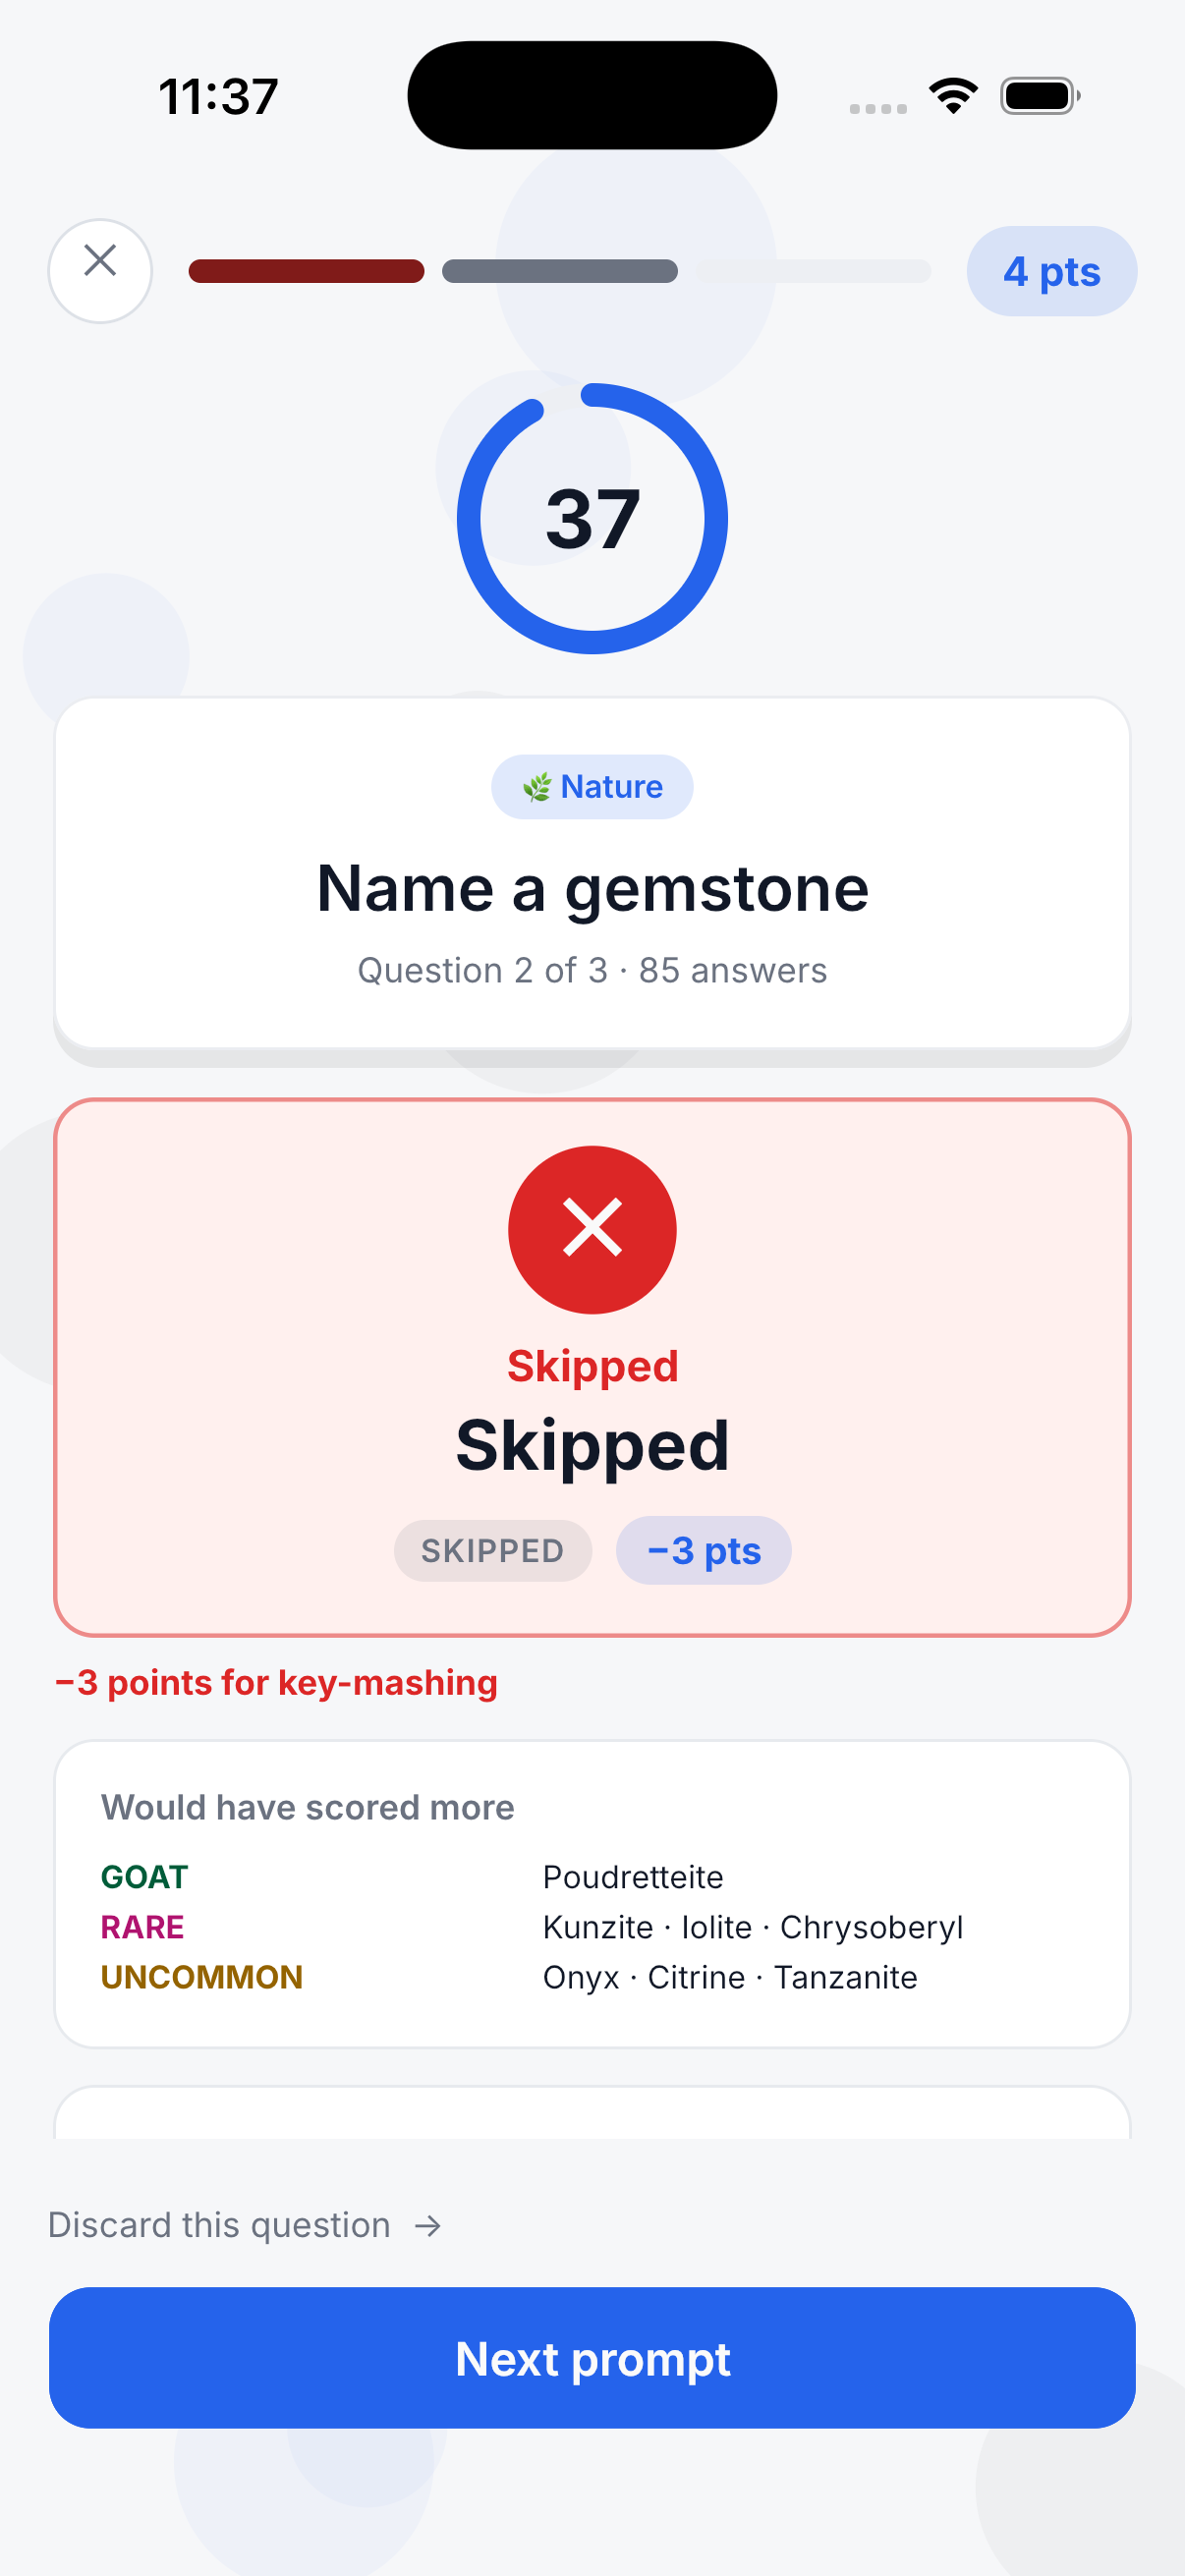 11:37
4 pts
37
🌿 Nature
Name a gemstone
Question 2 of 3 · 85 answers
Skipped
Skipped
SKIPPED −3 pts
−3 points for key-mashing
Would have scored more
GOAT Poudretteite
RARE Kunzite · Iolite · Chrysoberyl
UNCOMMON Onyx · Citrine · Tanzanite
Discard this question →
Next prompt